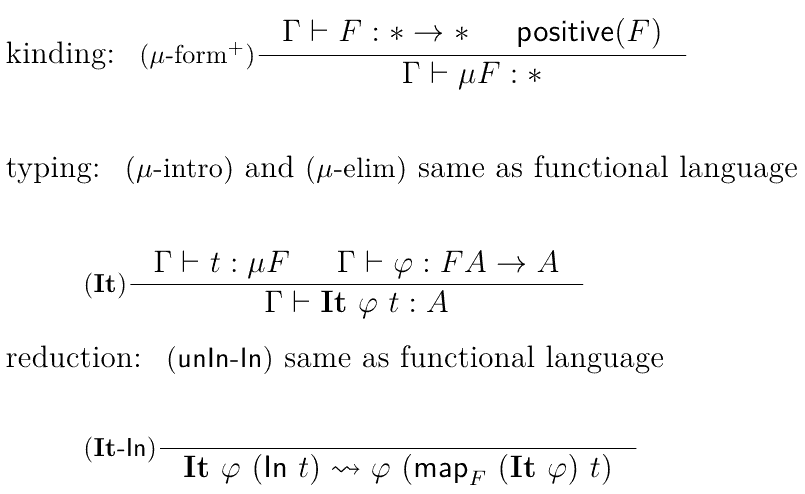 Γ ⊢ F : ∗ → ∗   positive(F)
kinding: (μ-form⁺)
Γ ⊢ μF : ∗
typing: (μ-intro) and (μ-elim) same as functional language
Γ ⊢ t : μF   Γ ⊢ φ : FA → A
(It)
Γ ⊢ It φ t : A
reduction: (unIn-In) same as functional language
(It-In)
It φ (In t) ⇝ φ (map_F (It φ) t)